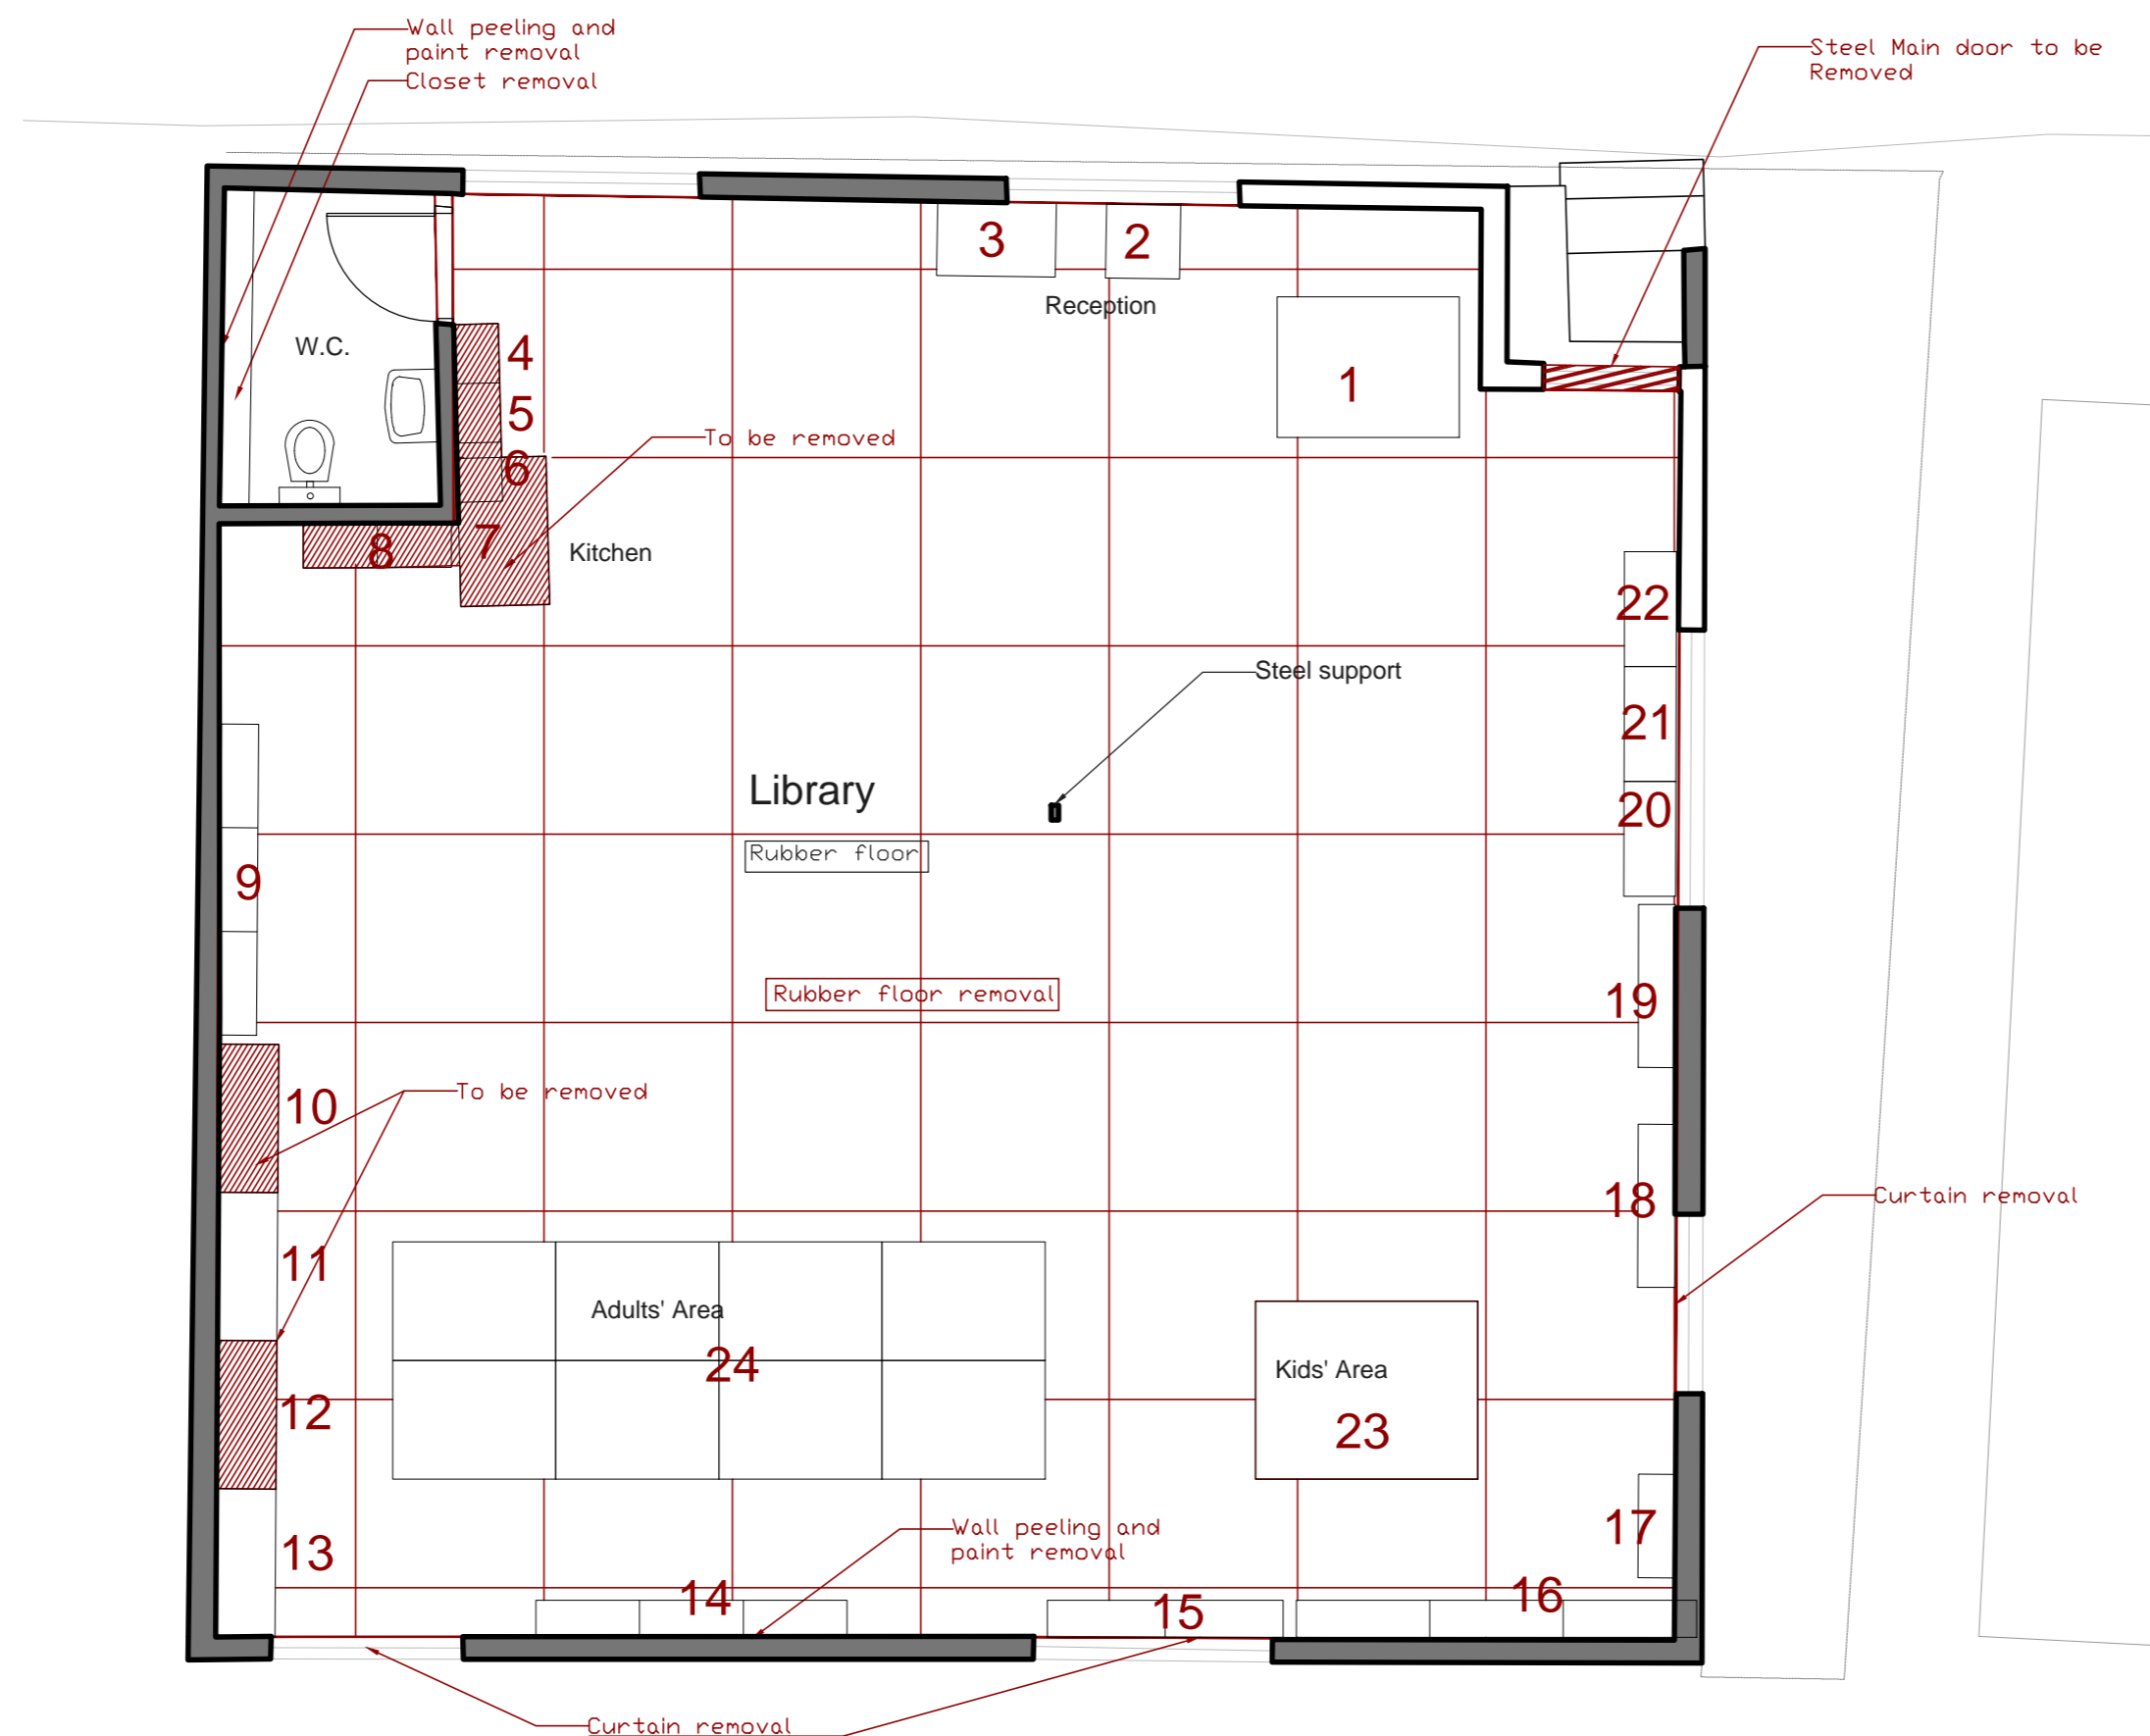 Wall peeling and
paint removal
Closet removal
Steel Main door to be
Removed
3
2
Reception
W.C.
4
1
5
To be removed
6
7
8
Kitchen
22
Steel support
21
Library
20
Rubber floor
9
Rubber floor removal
19
To be removed
10
18
Curtain removal
11
Adults' Area
24
Kids' Area
12
23
Wall peeling and
paint removal
17
13
14
15
16
Curtain removal